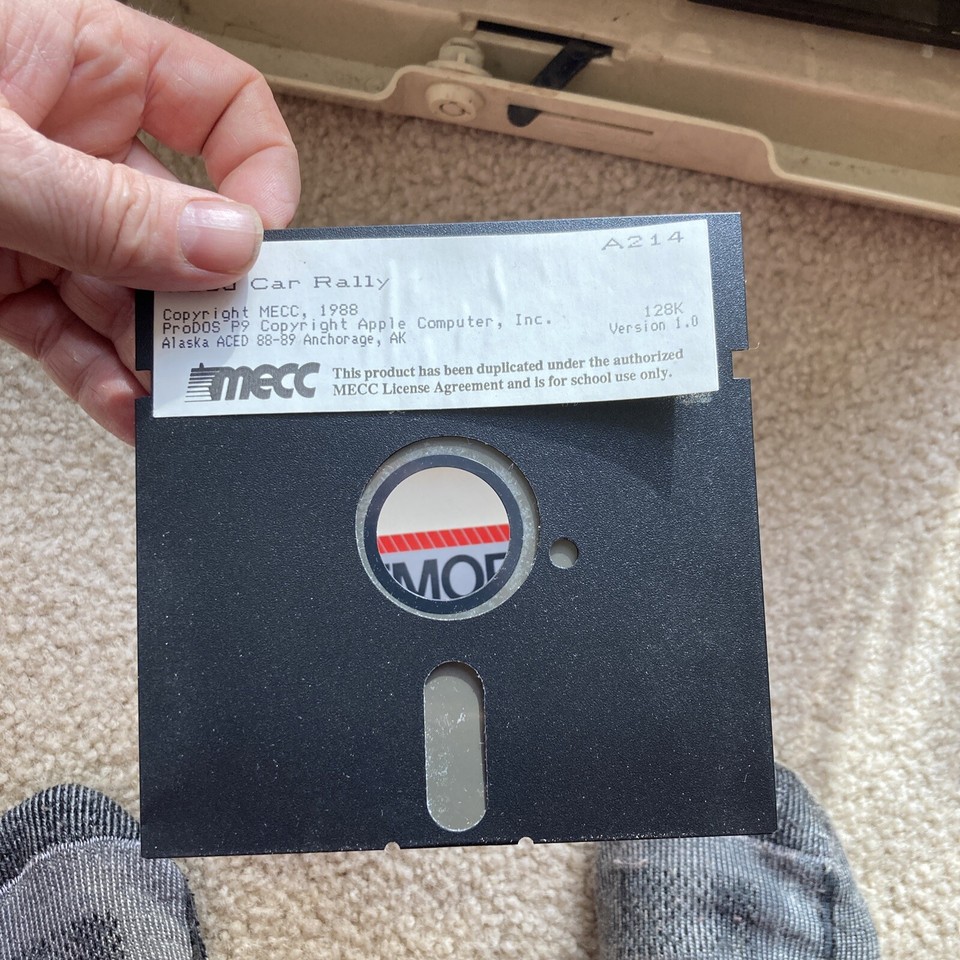 A214
Car Rally
Copyright MECC, 1988
128K
ProDOS P9 Copyright Apple Computer, Inc.
Version 1.0
Alaska ACED 88-89 Anchorage, AK
mecc
This product has been duplicated under the authorized
MECC License Agreement and is for school use only.